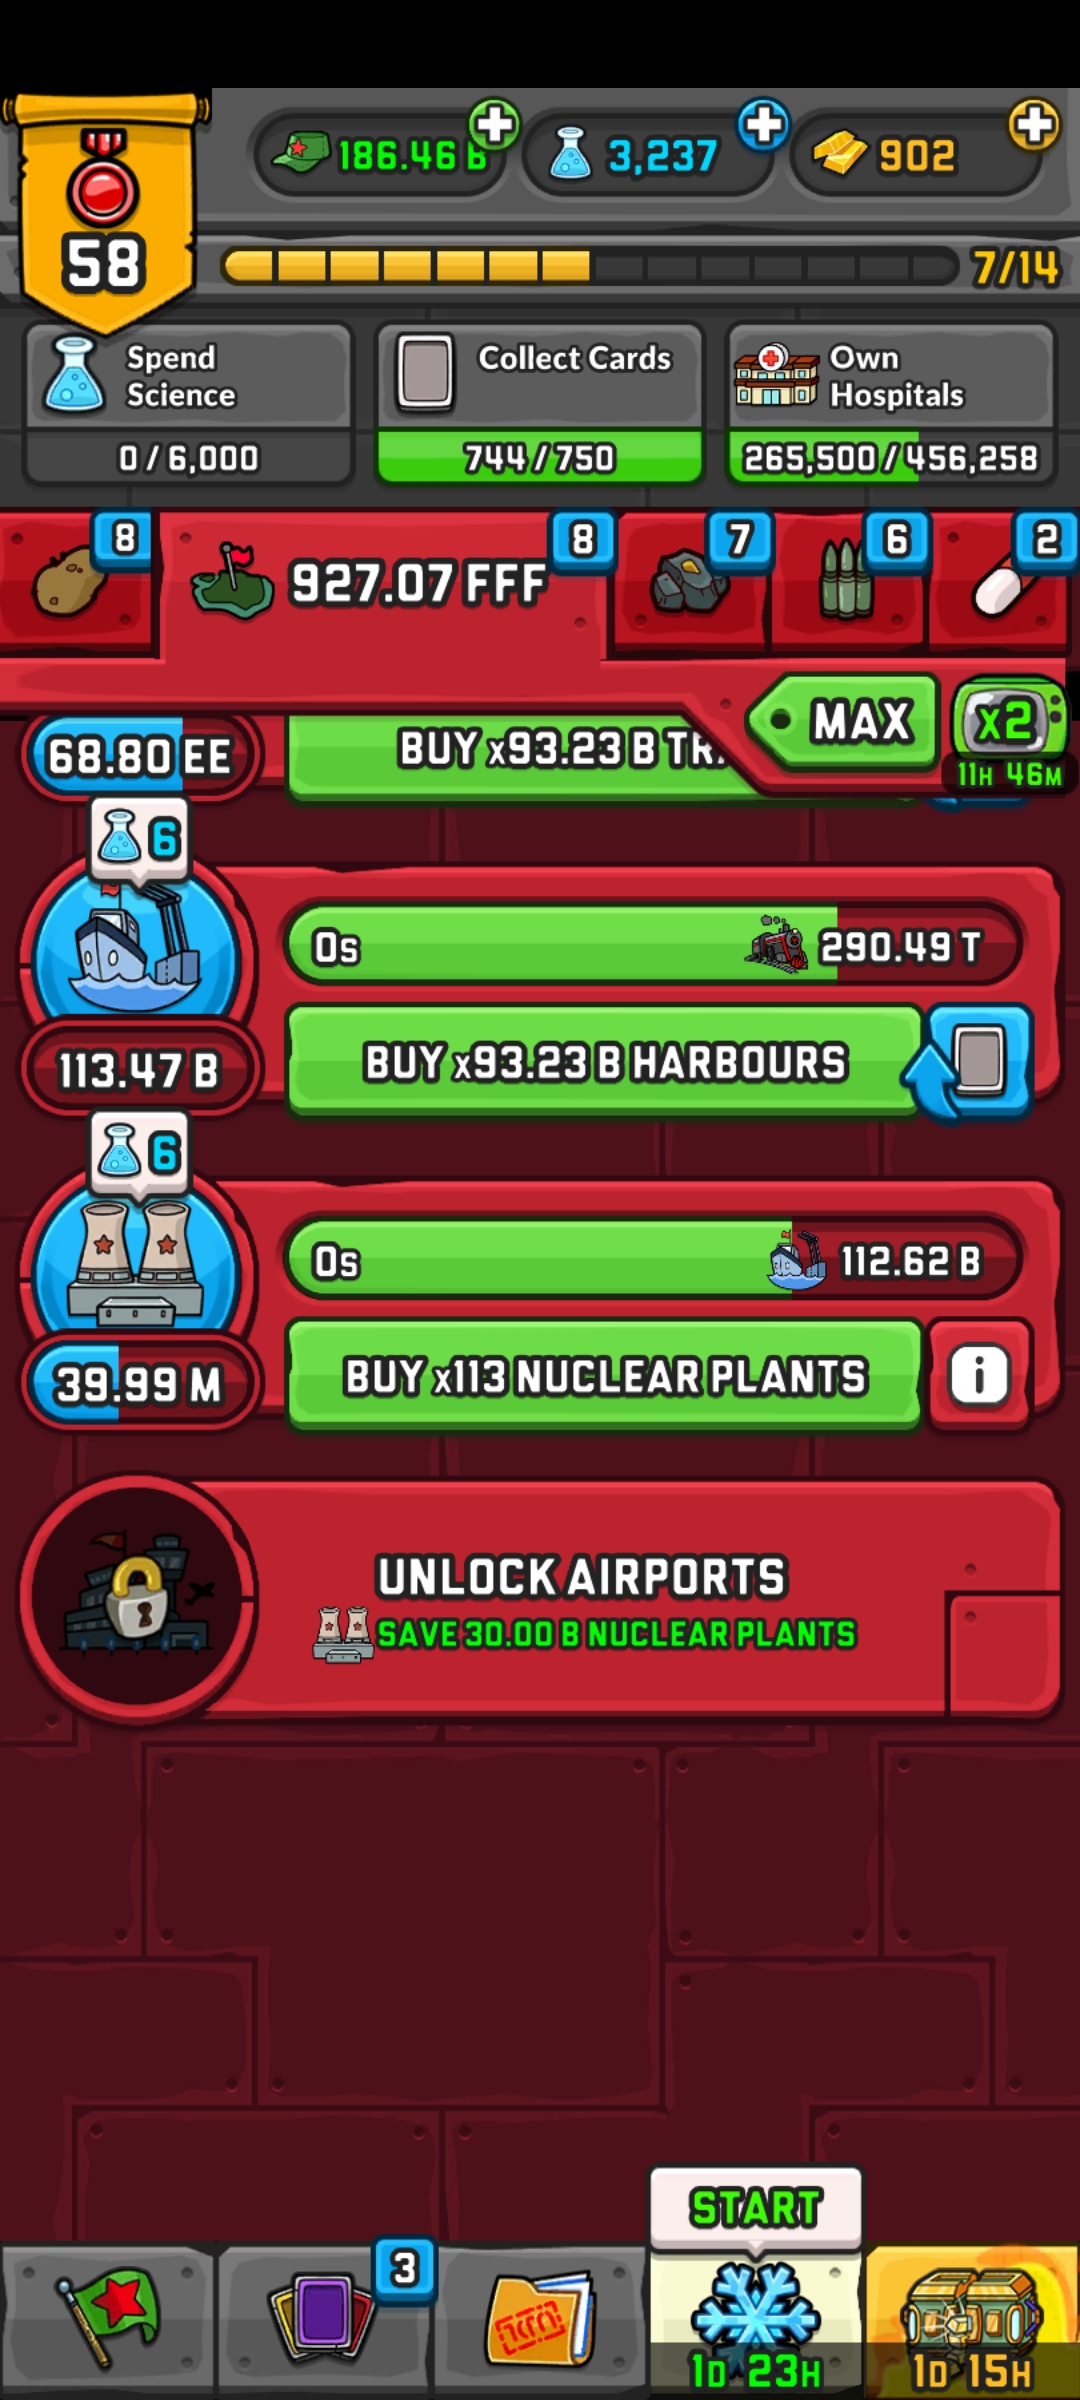 186.46 B
3,237
902
58
7/14
Spend
Science
Collect Cards
Own
Hospitals
0 / 6,000
744 / 750
265,500 / 456,258
8
927.07 FFF
8
7
6
2
MAX
x2
11H 46M
68.80 EE
BUY x93.23 B
6
0s
290.49 T
113.47 B
BUY x93.23 B HARBOURS
6
0s
112.62 B
39.99 M
BUY x113 NUCLEAR PLANTS
i
UNLOCK AIRPORTS
SAVE 30.00 B NUCLEAR PLANTS
START
3
1D 23H
1D 15H